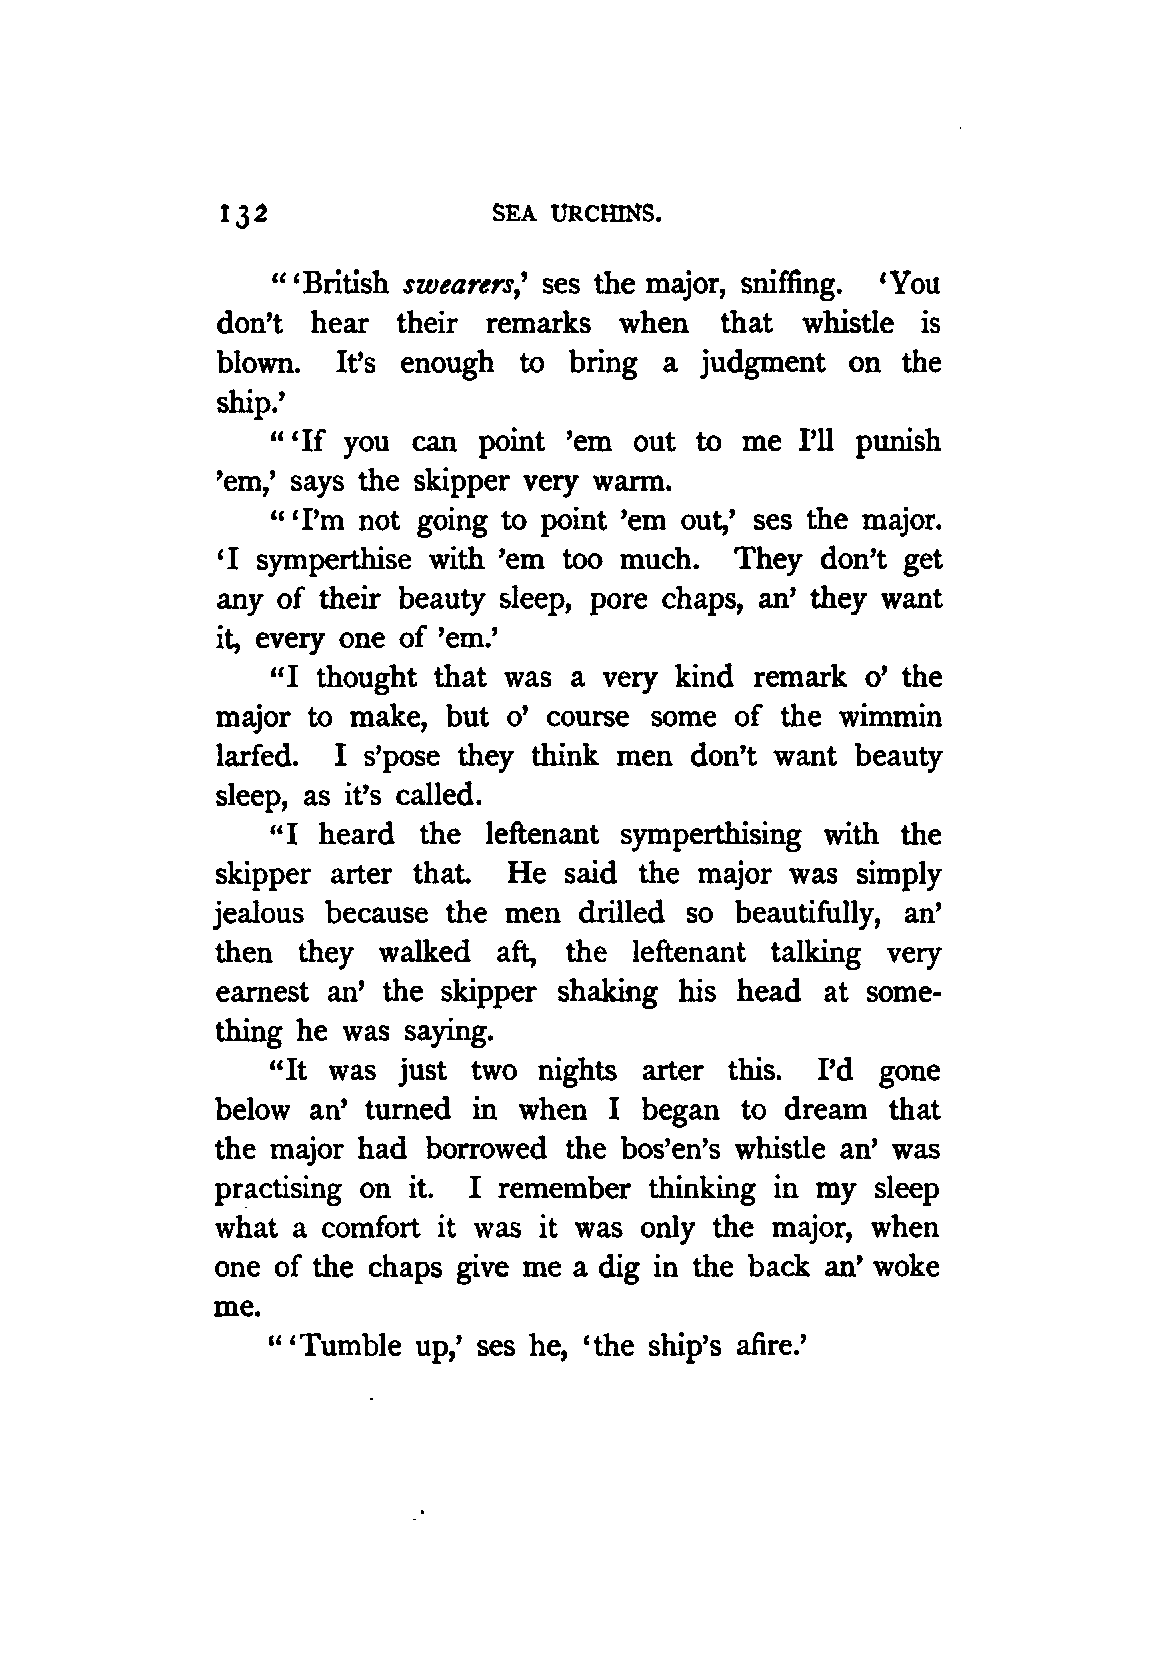 132 SEA URCHINS.
" 'British swearers,' ses the major, sniffing. 'You
don't hear their remarks when that whistle is
blown. It's enough to bring a judgment on the
ship.'
" 'If you can point 'em out to me I'll punish
'em,' says the skipper very warm.
" 'I'm not going to point 'em out,' ses the major.
'I symperthise with 'em too much. They don't get
any of their beauty sleep, pore chaps, an' they want
it, every one of 'em.'
"I thought that was a very kind remark o' the
major to make, but o' course some of the wimmin
larfed. I s'pose they think men don't want beauty
sleep, as it's called.
"I heard the leftenant symperthising with the
skipper arter that. He said the major was simply
jealous because the men drilled so beautifully, an'
then they walked aft, the leftenant talking very
earnest an' the skipper shaking his head at some-
thing he was saying.
"It was just two nights arter this. I'd gone
below an' turned in when I began to dream that
the major had borrowed the bos'en's whistle an' was
practising on it. I remember thinking in my sleep
what a comfort it was it was only the major, when
one of the chaps give me a dig in the back an' woke
me.
" 'Tumble up,' ses he, 'the ship's afire.'